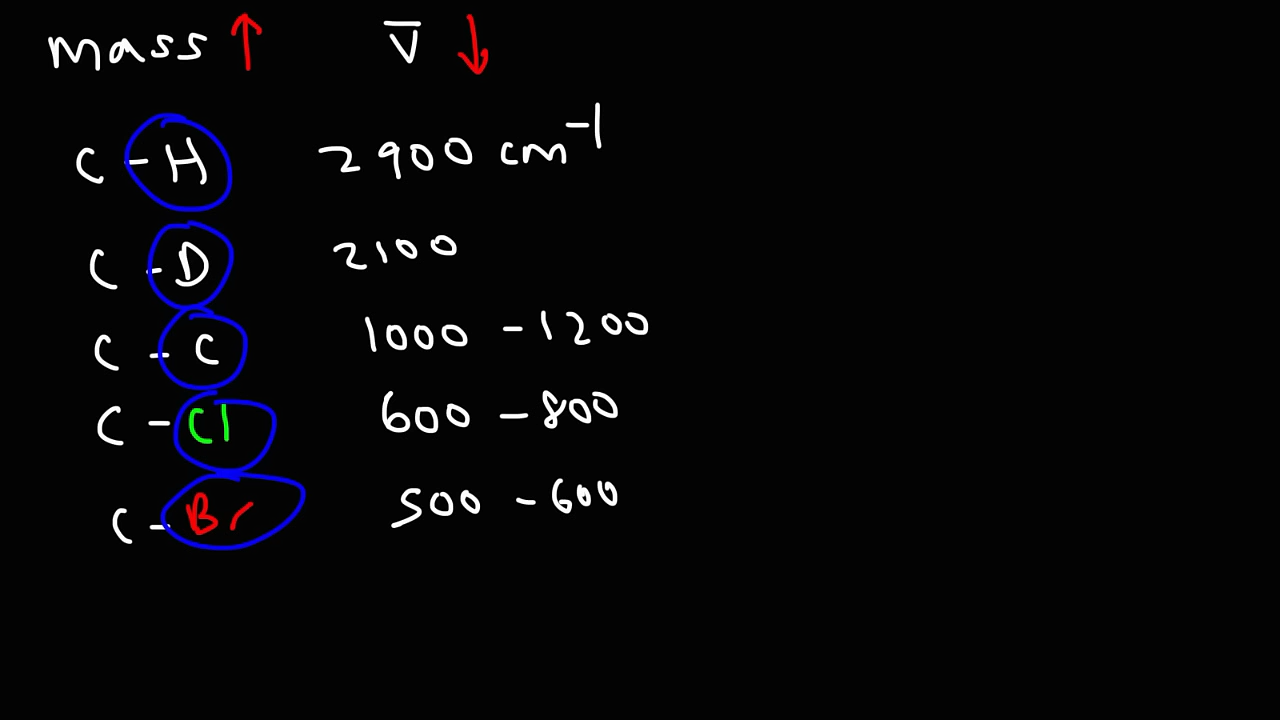 mass ↑ v̅ ↓
C-H 2900 cm⁻¹
C-D 2100
C-C 1000-1200
C-Cl 600-800
C-Br 500-600